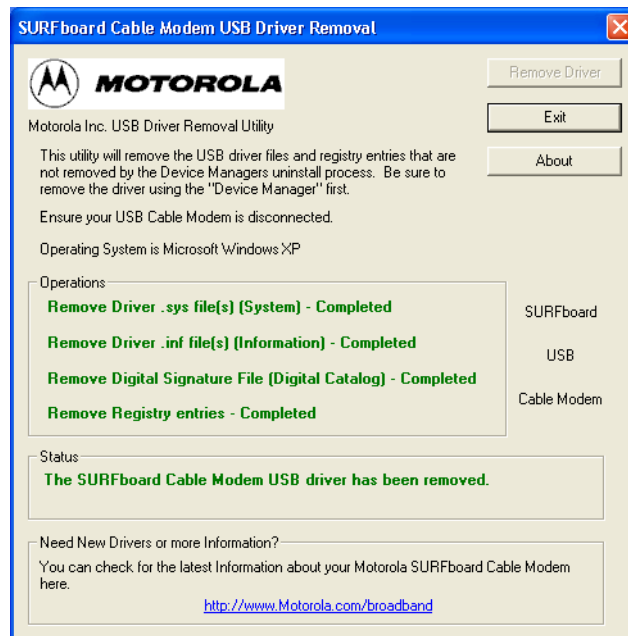 SURFboard Cable Modem USB Driver Removal
MOTOROLA
Remove Driver
Motorola Inc. USB Driver Removal Utility
Exit
This utility will remove the USB driver files and registry entries that are
not removed by the Device Managers uninstall process. Be sure to
remove the driver using the "Device Manager" first.
About
Ensure your USB Cable Modem is disconnected.
Operating System is Microsoft Windows XP
Operations
Remove Driver .sys file(s) (System) - Completed
Remove Driver .inf file(s) (Information) - Completed
Remove Digital Signature File (Digital Catalog) - Completed
Remove Registry entries - Completed
SURFboard
USB
Cable Modem
Status
The SURFboard Cable Modem USB driver has been removed.
Need New Drivers or more Information?
You can check for the latest Information about your Motorola SURFboard Cable Modem
here.
http://www.Motorola.com/broadband